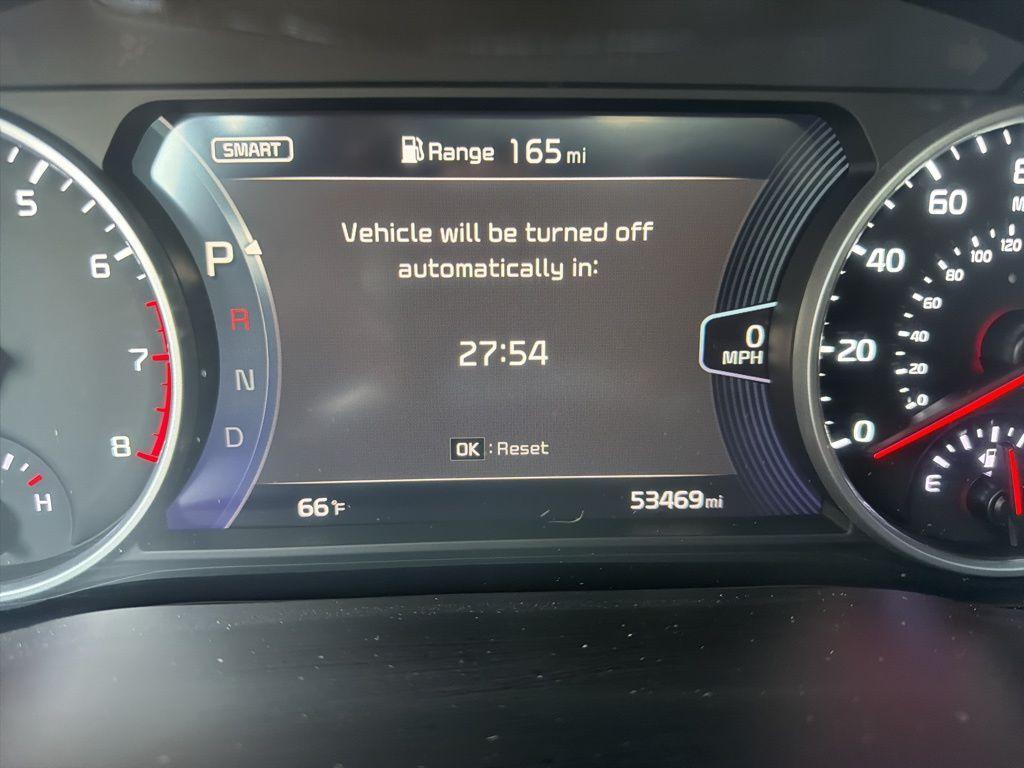 SMART
Range 165 mi
Vehicle will be turned off
automatically in:
27:54
OK : Reset
66°F
53469 mi
P
R
N
D
0
MPH
5
6
7
8
H
60
40
20
0
120
100
80
60
40
20
0
E